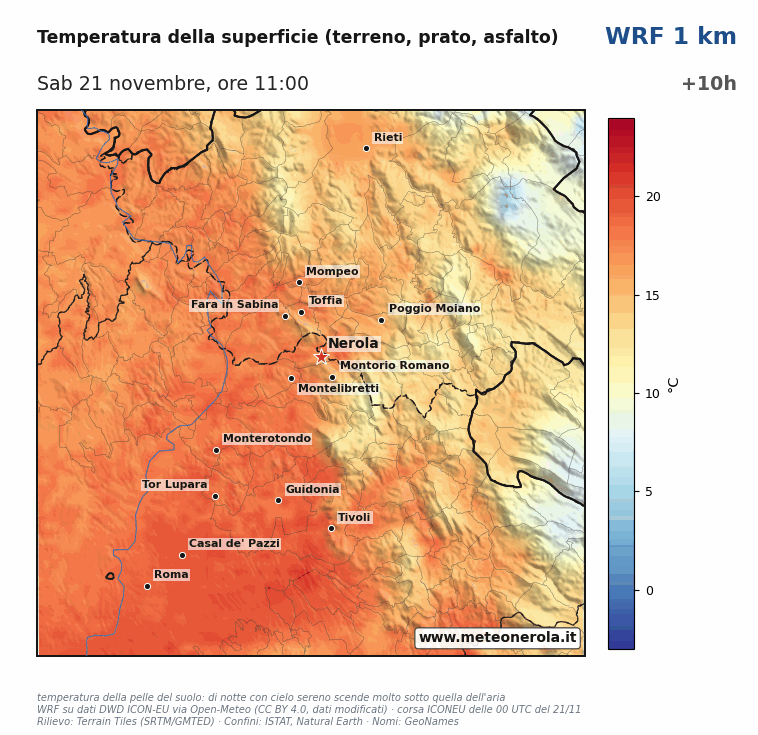 Temperatura della superficie (terreno, prato, asfalto)
WRF 1 km
Sab 21 novembre, ore 11:00
+10h
Rieti
Mompeo
Fara in Sabina
Toffia
Poggio Moiano
Nerola
Montorio Romano
Montelibretti
Monterotondo
Tor Lupara
Guidonia
Tivoli
Casal de' Pazzi
Roma
www.meteonerola.it
20
15
10
5
0
°C
temperatura della pelle del suolo: di notte con cielo sereno scende molto sotto quella dell'aria
WRF su dati DWD ICON-EU via Open-Meteo (CC BY 4.0, dati modificati) · corsa ICONEU delle 00 UTC del 21/11
Rilievo: Terrain Tiles (SRTM/GMTED) · Confini: ISTAT, Natural Earth · Nomi: GeoNames